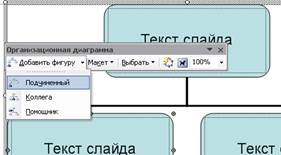 Текст слайда
Организационная диаграмма
Добавить фигуру Макет Выбрать 100%
Подчиненный
Коллега
Помощник
Текст слайда Текст слайда